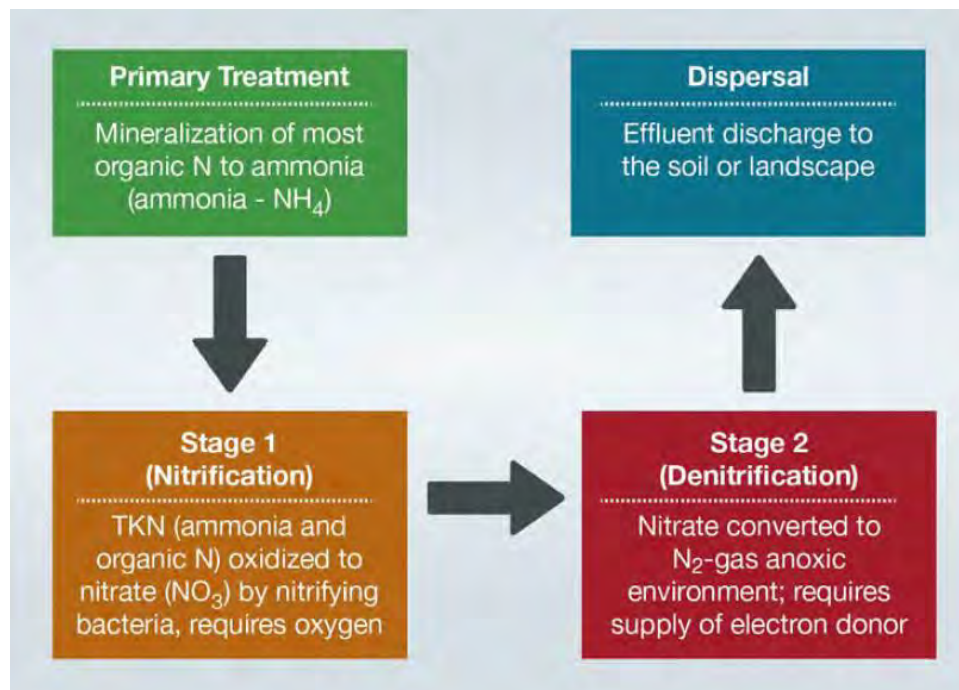 Primary Treatment
Mineralization of most
organic N to ammonia
(ammonia - NH₄)
Stage 1
(Nitrification)
TKN (ammonia and
organic N) oxidized to
nitrate (NO₃) by nitrifying
bacteria, requires oxygen
Stage 2
(Denitrification)
Nitrate converted to
N₂-gas anoxic
environment; requires
supply of electron donor
Dispersal
Effluent discharge to
the soil or landscape